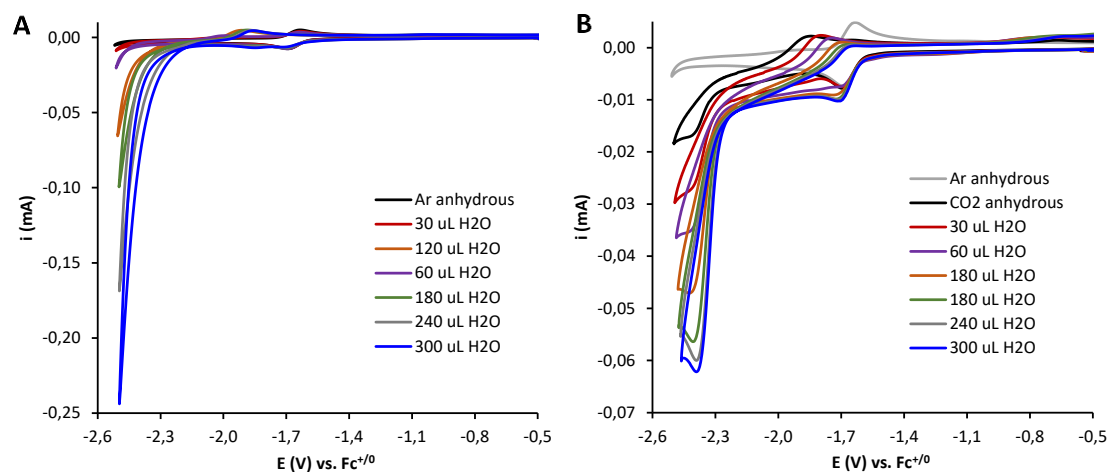 A
0,00
-0,05
-0,10
-0,15
-0,20
-0,25
i (mA)
Ar anhydrous
30 uL H2O
120 uL H2O
60 uL H2O
180 uL H2O
240 uL H2O
300 uL H2O
-2,6 -2,3 -2,0 -1,7 -1,4 -1,1 -0,8 -0,5
E (V) vs. Fc+/0
B
0,00
-0,01
-0,02
-0,03
-0,04
-0,05
-0,06
-0,07
i (mA)
Ar anhydrous
CO2 anhydrous
30 uL H2O
60 uL H2O
180 uL H2O
180 uL H2O
240 uL H2O
300 uL H2O
-2,6 -2,3 -2,0 -1,7 -1,4 -1,1 -0,8 -0,5
E (V) vs. Fc+/0